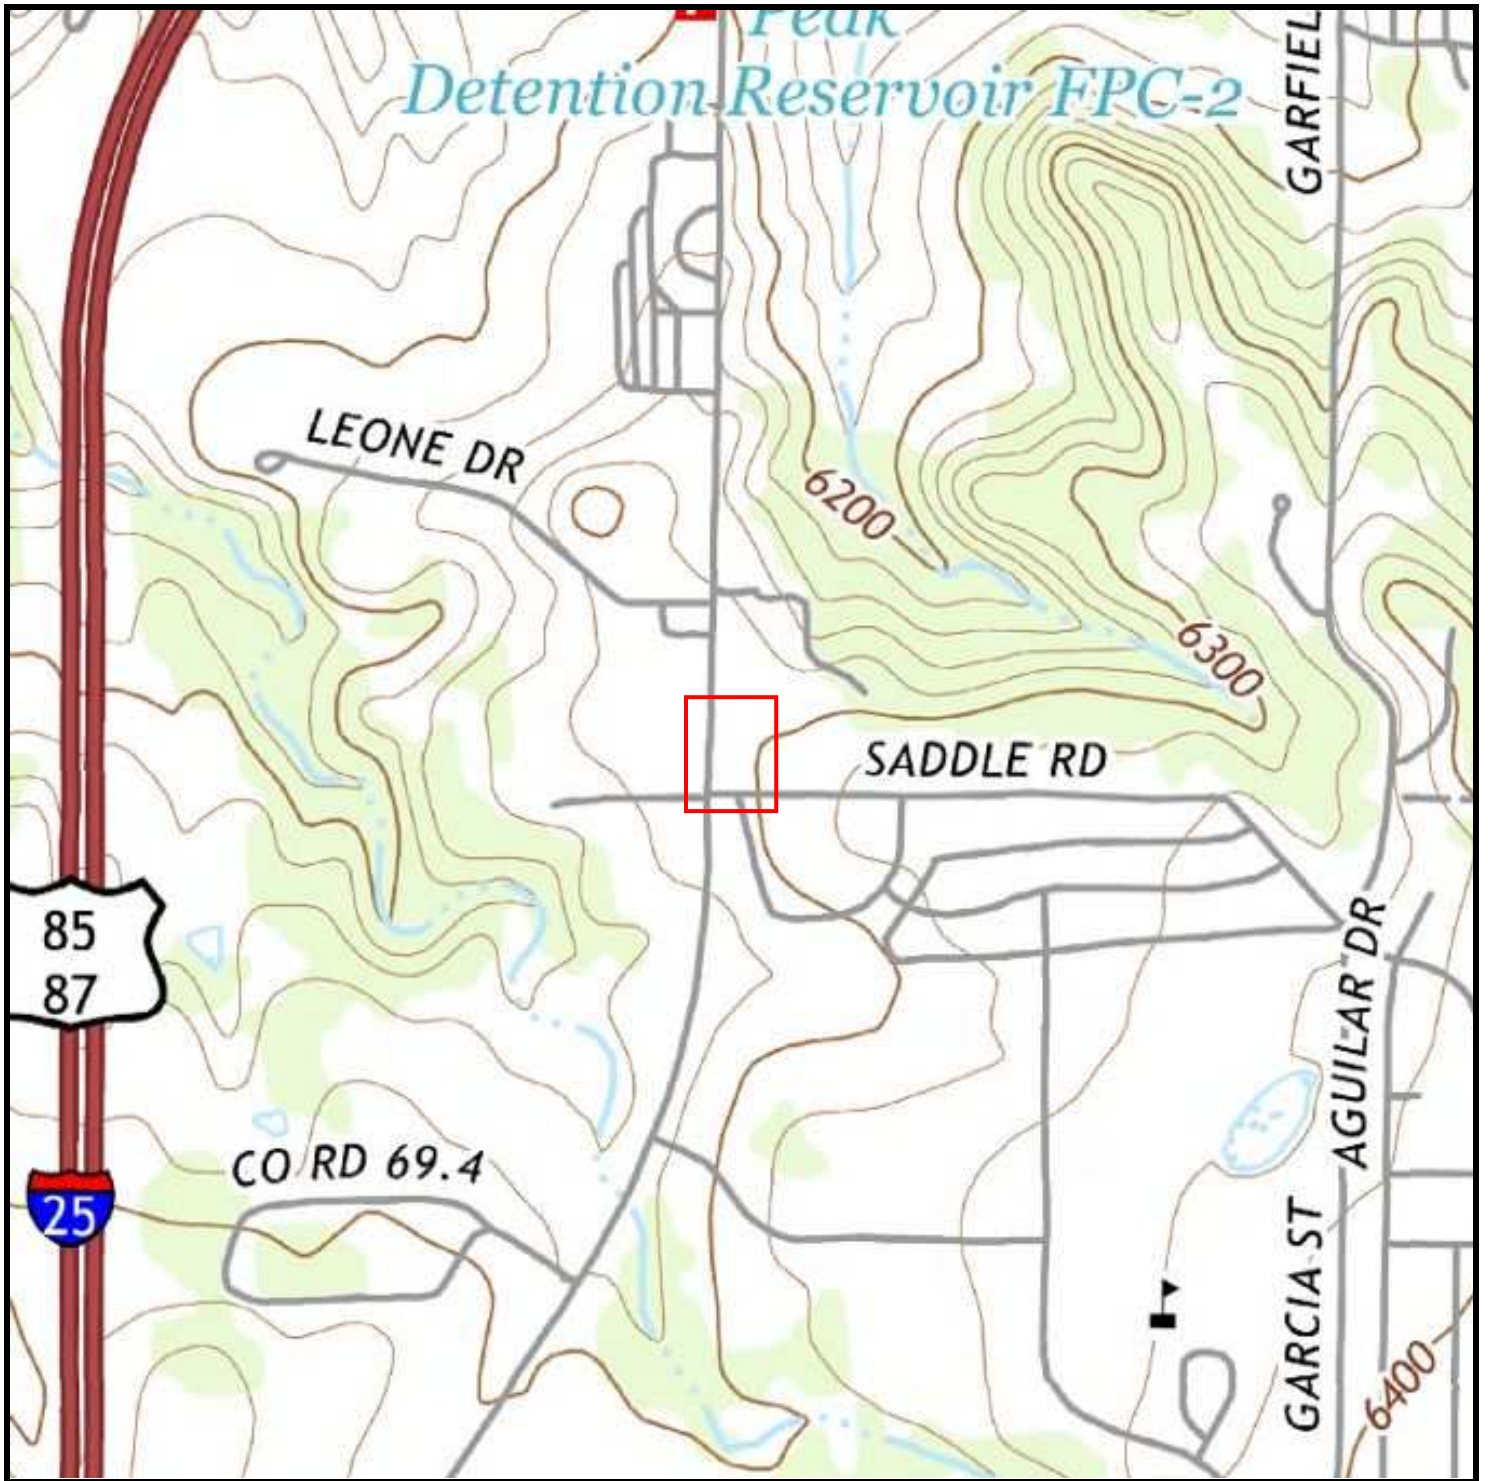 Peak
Detention Reservoir FPC-2
GARFIEL
LEONE DR
6200
6300
SADDLE RD
85
87
AGUILAR DR
CO RD 69.4
25
GARCIA ST
6400